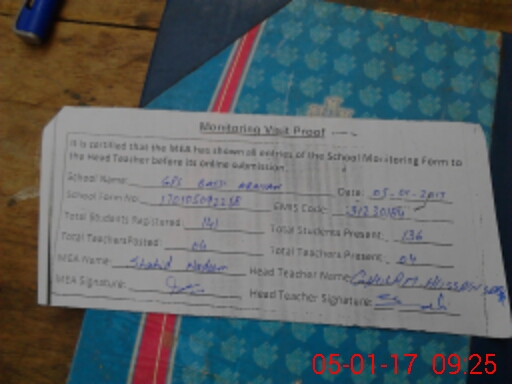 Monitoring Visit Proof
It is certified that the MEA has shown all entries of the School Monitoring Form to
the Head Teacher before its online submission.
School Name: GPS BASTI Date: 05-01-2017
School Form No: EMIS Code:
Total Students Registered: 141 Total Students Present: 136
Total Teachers Posted: 04 Total Teachers Present: 04
MEA Name: Shahid Nadeem Head Teacher Name: GHULAM HUSSAIN
MEA Signature: Head Teacher Signature:
05-01-17 09:25